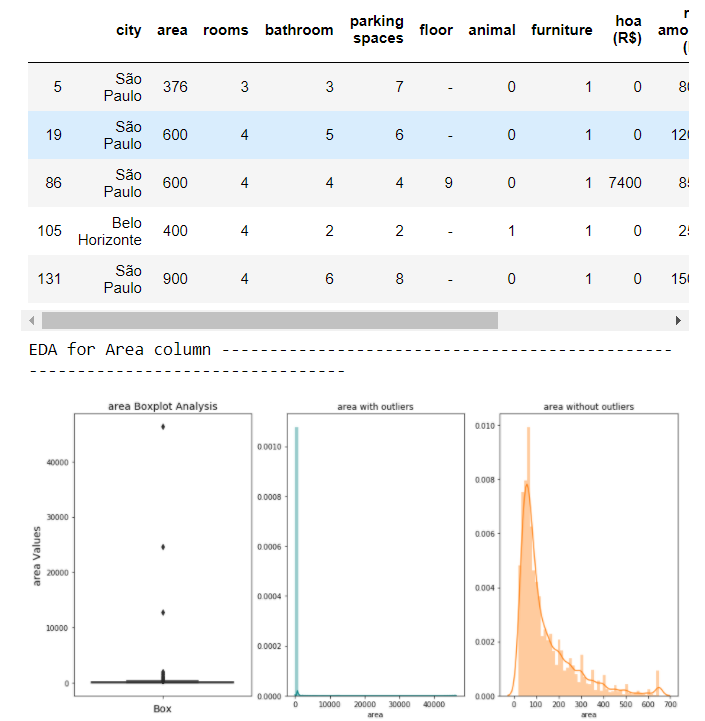 city area rooms bathroom parking spaces floor animal furniture hoa (R$)
5 São Paulo 376 3 3 7 - 0 1 0
19 São Paulo 600 4 5 6 - 0 1 0
86 São Paulo 600 4 4 4 9 0 1 7400
105 Belo Horizonte 400 4 2 2 - 1 1 0
131 São Paulo 900 4 6 8 - 0 1 0
EDA for Area column -----------------------------------------------
---------------------------------
area Boxplot Analysis
area Values
40000
30000
20000
10000
0
Box
area with outliers
0.0010
0.0008
0.0006
0.0004
0.0002
0.0000
0 10000 20000 30000 40000
area
area without outliers
0.010
0.008
0.006
0.004
0.002
0.000
0 100 200 300 400 500 600 700
area